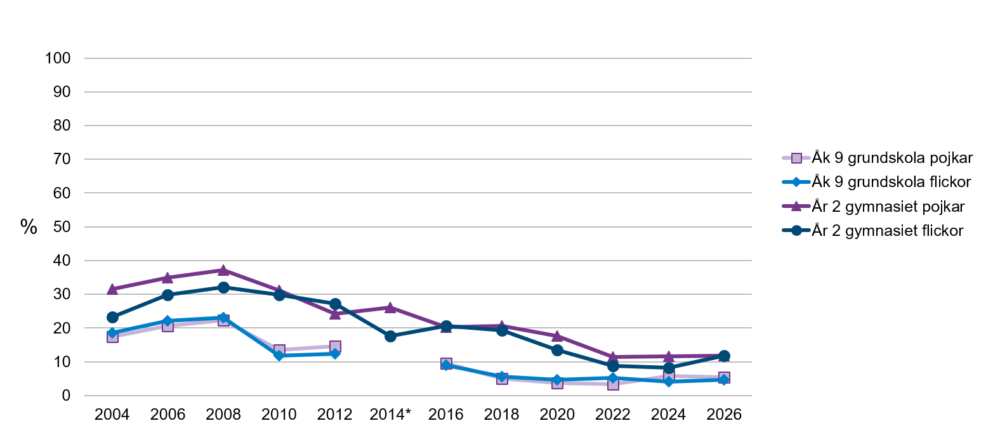 100
90
80
70
60
% 50
40
30
20
10
0
2004 2006 2008 2010 2012 2014* 2016 2018 2020 2022 2024 2026
Åk 9 grundskola pojkar
Åk 9 grundskola flickor
År 2 gymnasiet pojkar
År 2 gymnasiet flickor